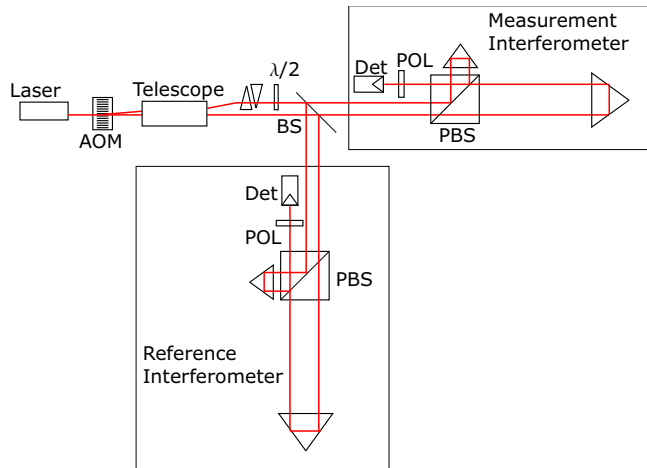 Measurement
Interferometer
Det
POL
λ/2
Telescope
Laser
AOM
BS
PBS
Det
POL
PBS
Reference
Interferometer